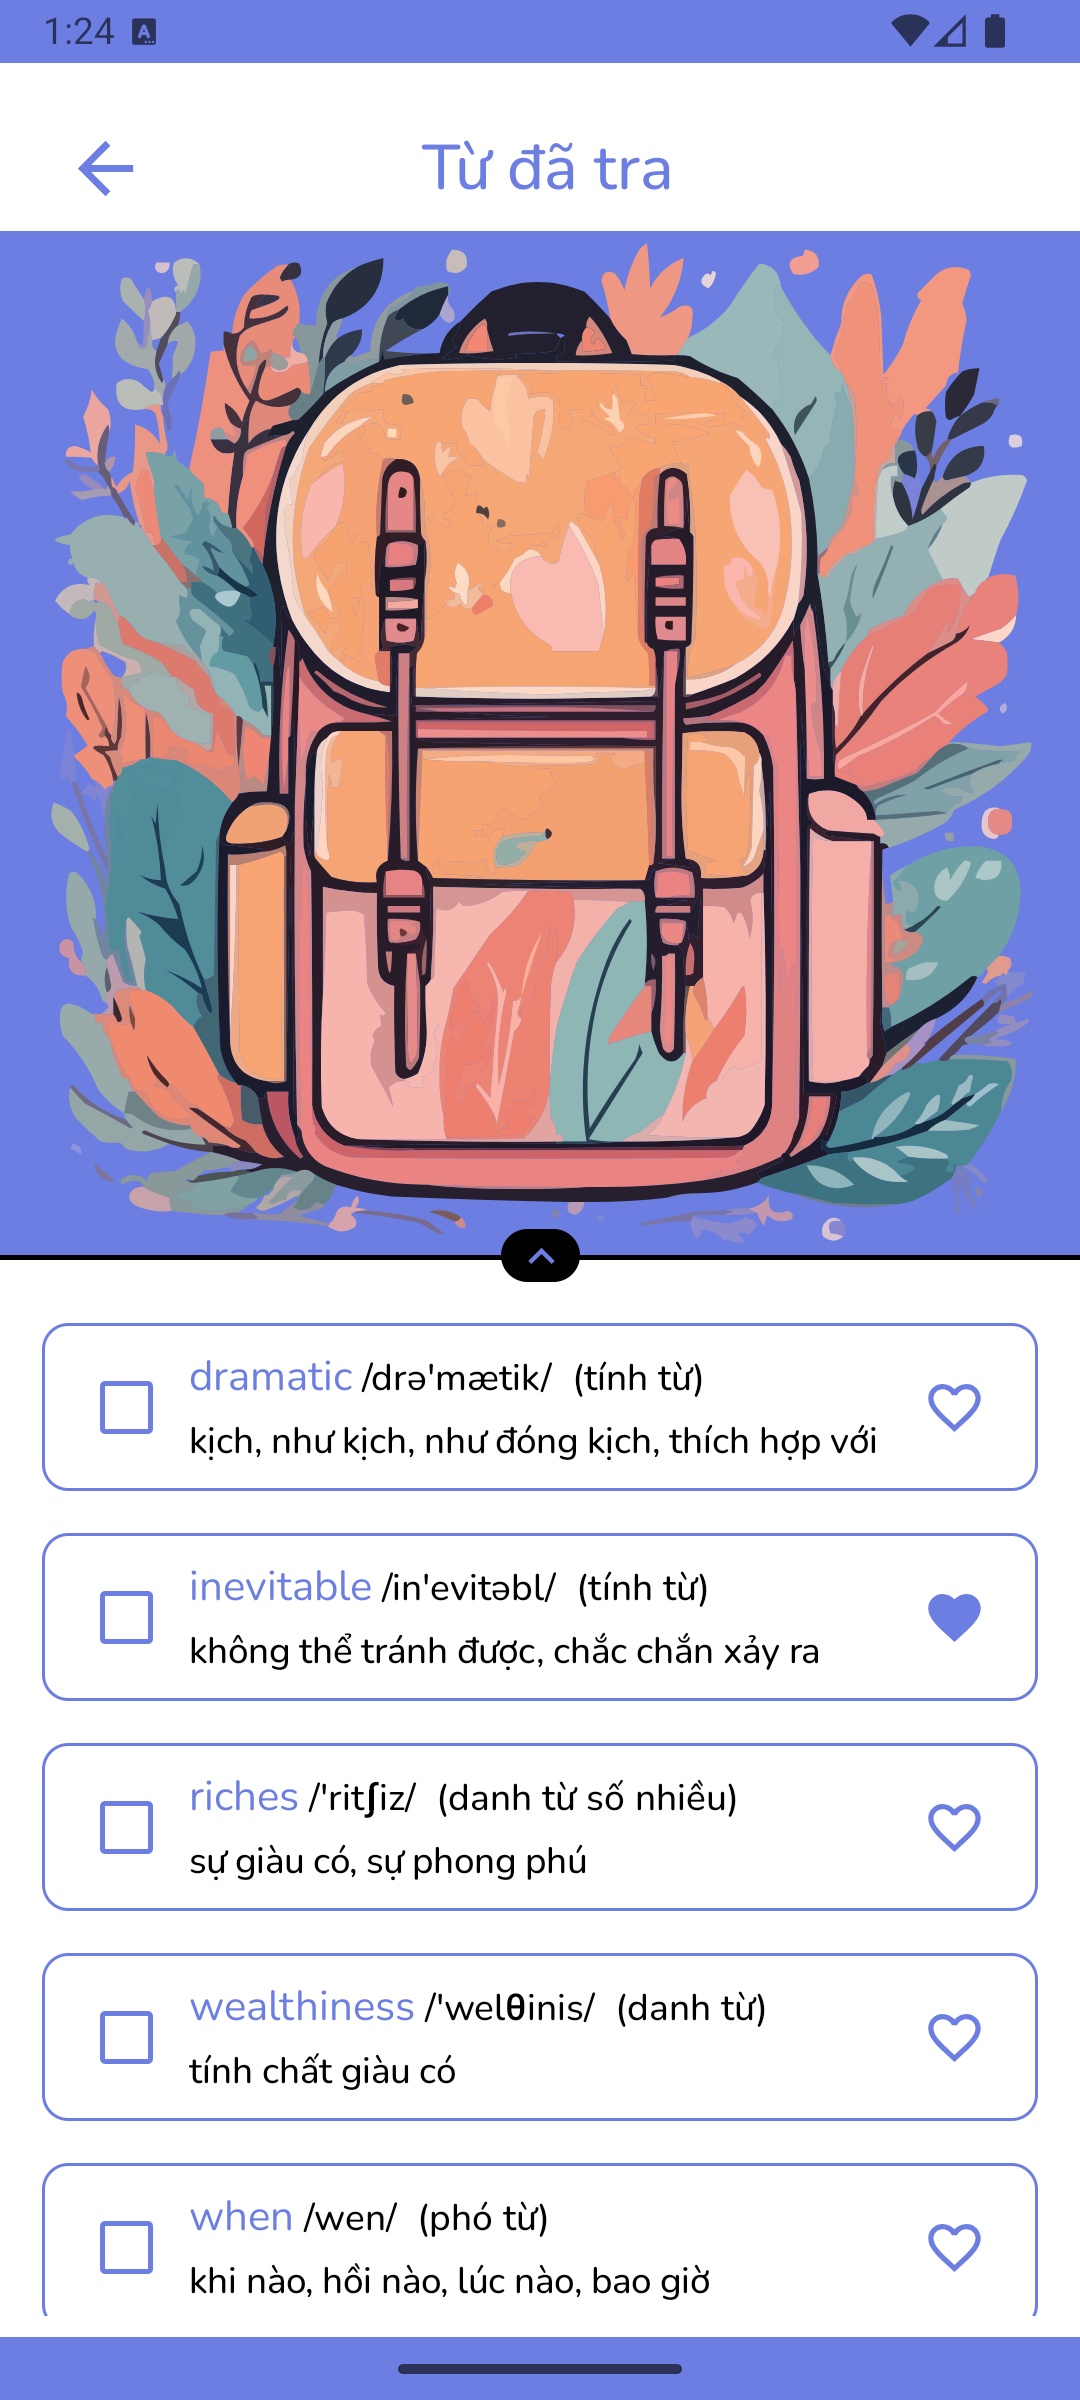 1:24
Từ đã tra
dramatic /drə'mætik/ (tính từ)
kịch, như kịch, như đóng kịch, thích hợp với
inevitable /in'evitəbl/ (tính từ)
không thể tránh được, chắc chắn xảy ra
riches /'ritʃiz/ (danh từ số nhiều)
sự giàu có, sự phong phú
wealthiness /'welθinis/ (danh từ)
tính chất giàu có
when /wen/ (phó từ)
khi nào, hồi nào, lúc nào, bao giờ